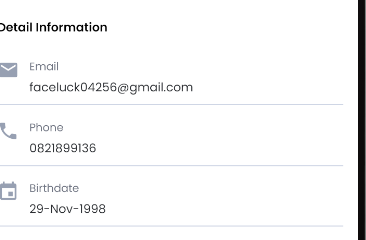 Detail Information
Email
faceluck04256@gmail.com
Phone
0821899136
Birthdate
29-Nov-1998